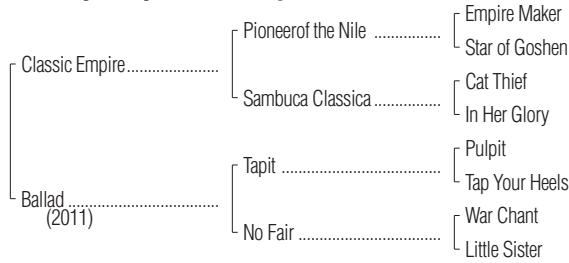 Empire Maker
Pioneerof the Nile ................
Star of Goshen
Classic Empire......................
Cat Thief
Sambuca Classica................
In Her Glory
Pulpit
Tapit ......................................
Tap Your Heels
Ballad ....................................
(2011)
War Chant
No Fair ..................................
Little Sister